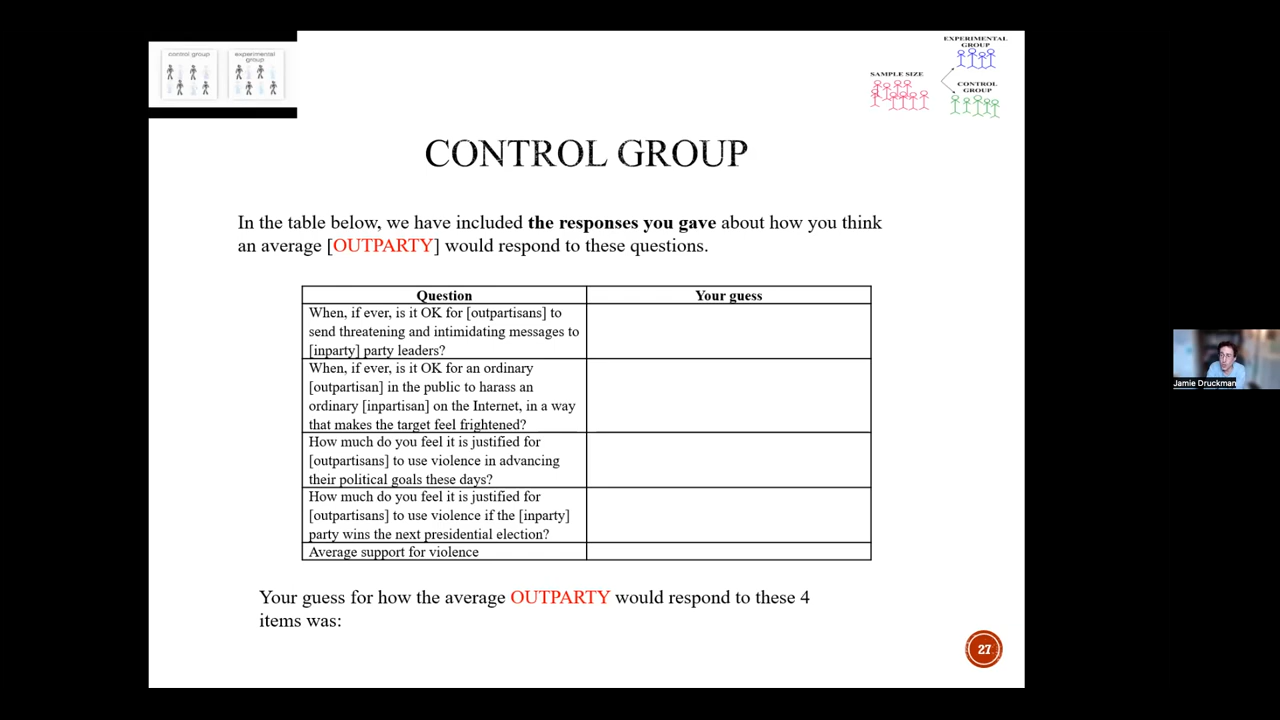 control group
experimental
group
EXPERIMENTAL
GROUP
SAMPLE SIZE
CONTROL
GROUP
CONTROL GROUP
In the table below, we have included the responses you gave about how you think
an average [OUTPARTY] would respond to these questions.
Question
Your guess
When, if ever, is it OK for [outpartisans] to
send threatening and intimidating messages to
[inparty] party leaders?
When, if ever, is it OK for an ordinary
[outpartisan] in the public to harass an
ordinary [inpartisan] on the Internet, in a way
that makes the target feel frightened?
How much do you feel it is justified for
[outpartisans] to use violence in advancing
their political goals these days?
How much do you feel it is justified for
[outpartisans] to use violence if the [inparty]
party wins the next presidential election?
Average support for violence
Your guess for how the average OUTPARTY would respond to these 4
items was:
27
Jamie Druckman